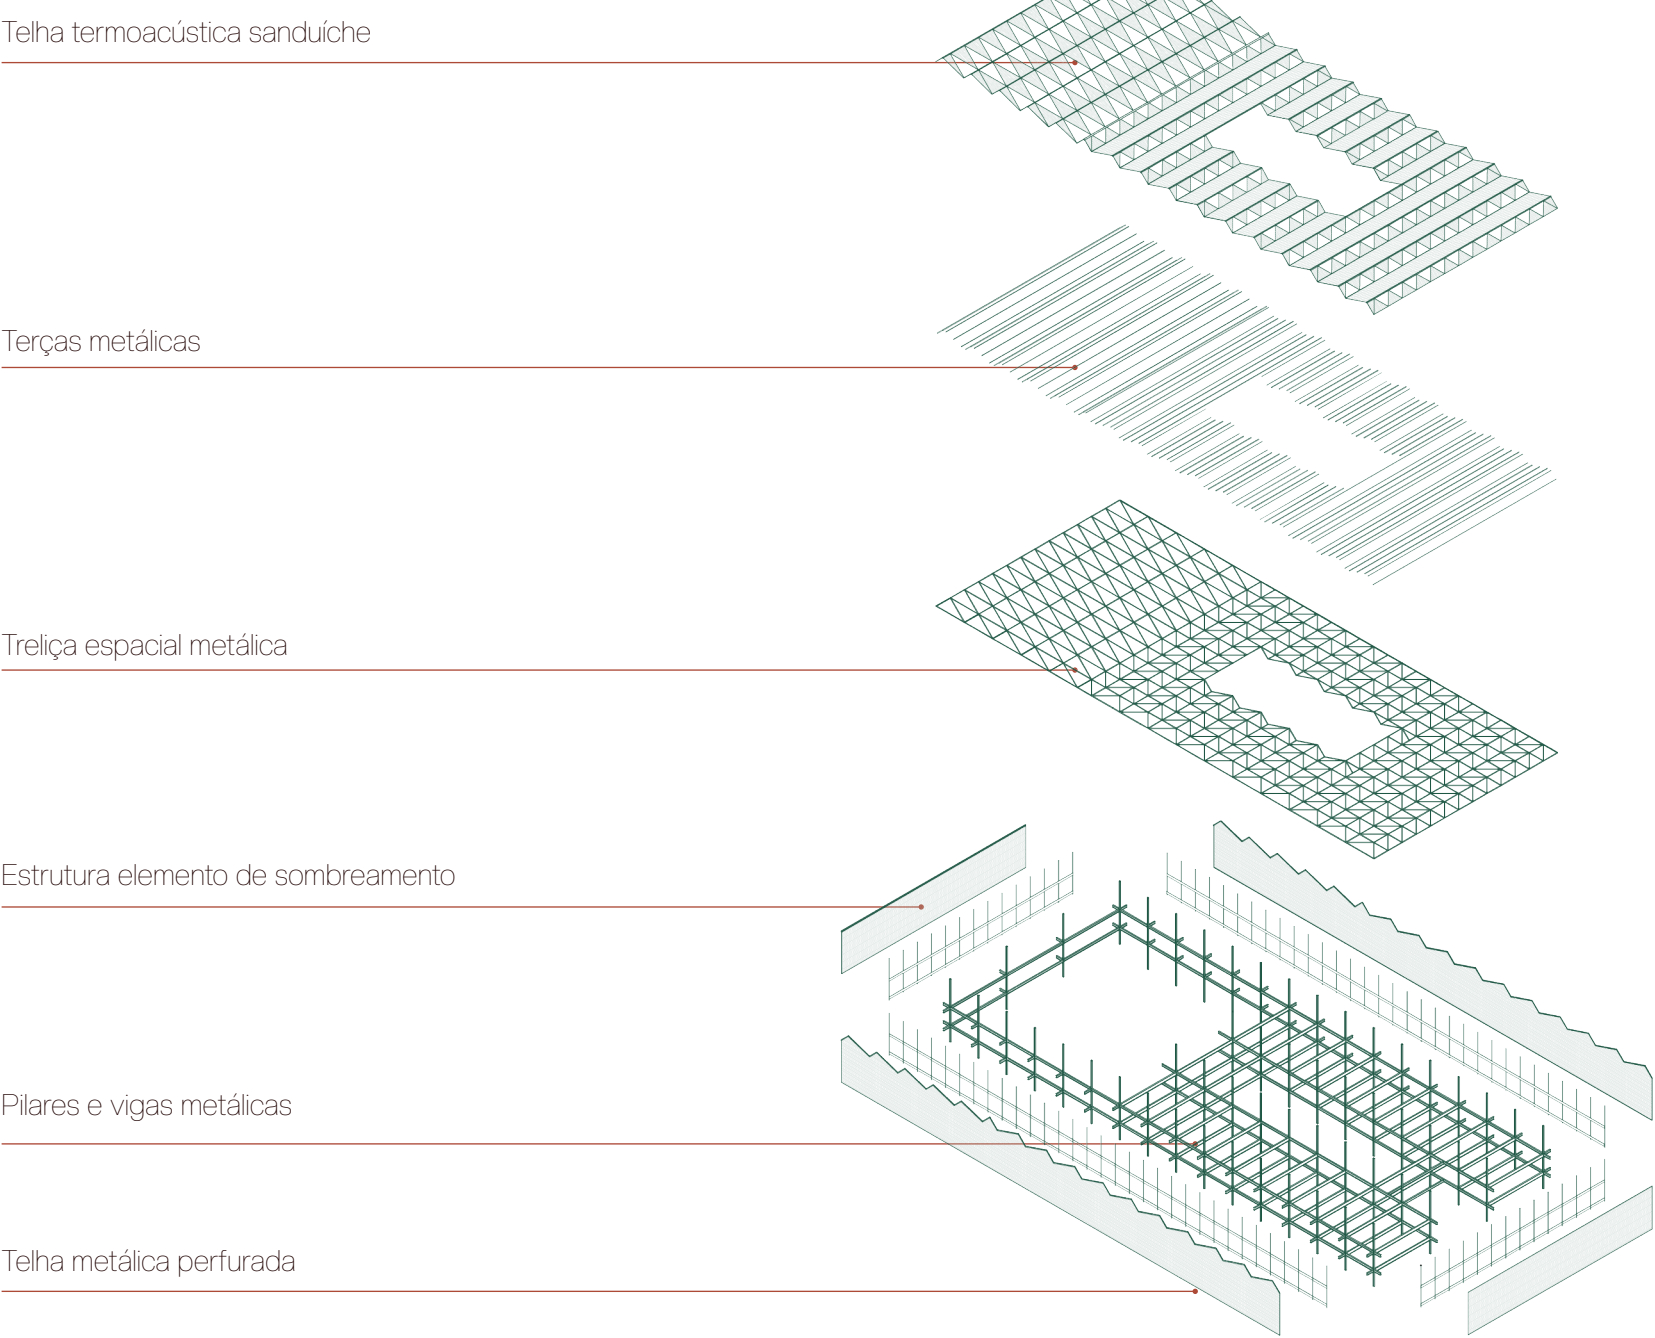 Telha termoacústica sanduíche
Terças metálicas
Treliça espacial metálica
Estrutura elemento de sombreamento
Pilares e vigas metálicas
Telha metálica perfurada